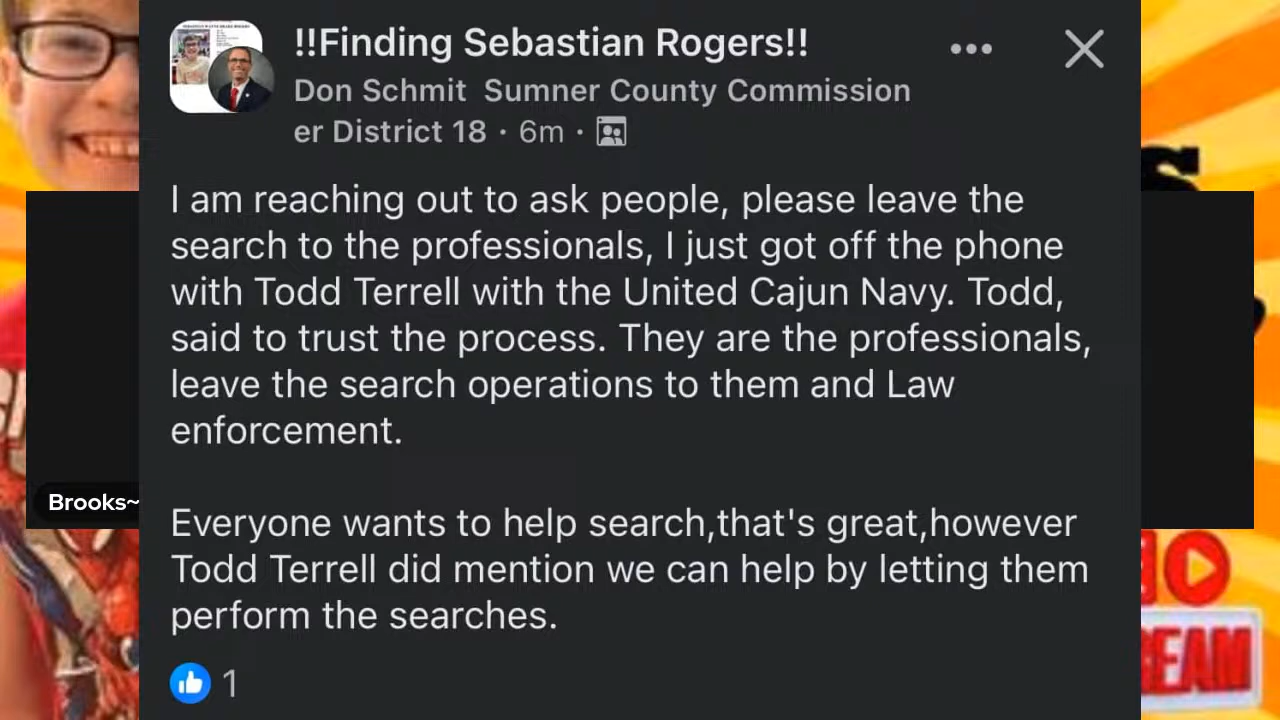 !!Finding Sebastian Rogers!!
Don Schmit Sumner County Commission
er District 18 · 6m ·
I am reaching out to ask people, please leave the
search to the professionals, I just got off the phone
with Todd Terrell with the United Cajun Navy. Todd,
said to trust the process. They are the professionals,
leave the search operations to them and Law
enforcement.
Everyone wants to help search,that's great,however
Todd Terrell did mention we can help by letting them
perform the searches.
1
Brooks~